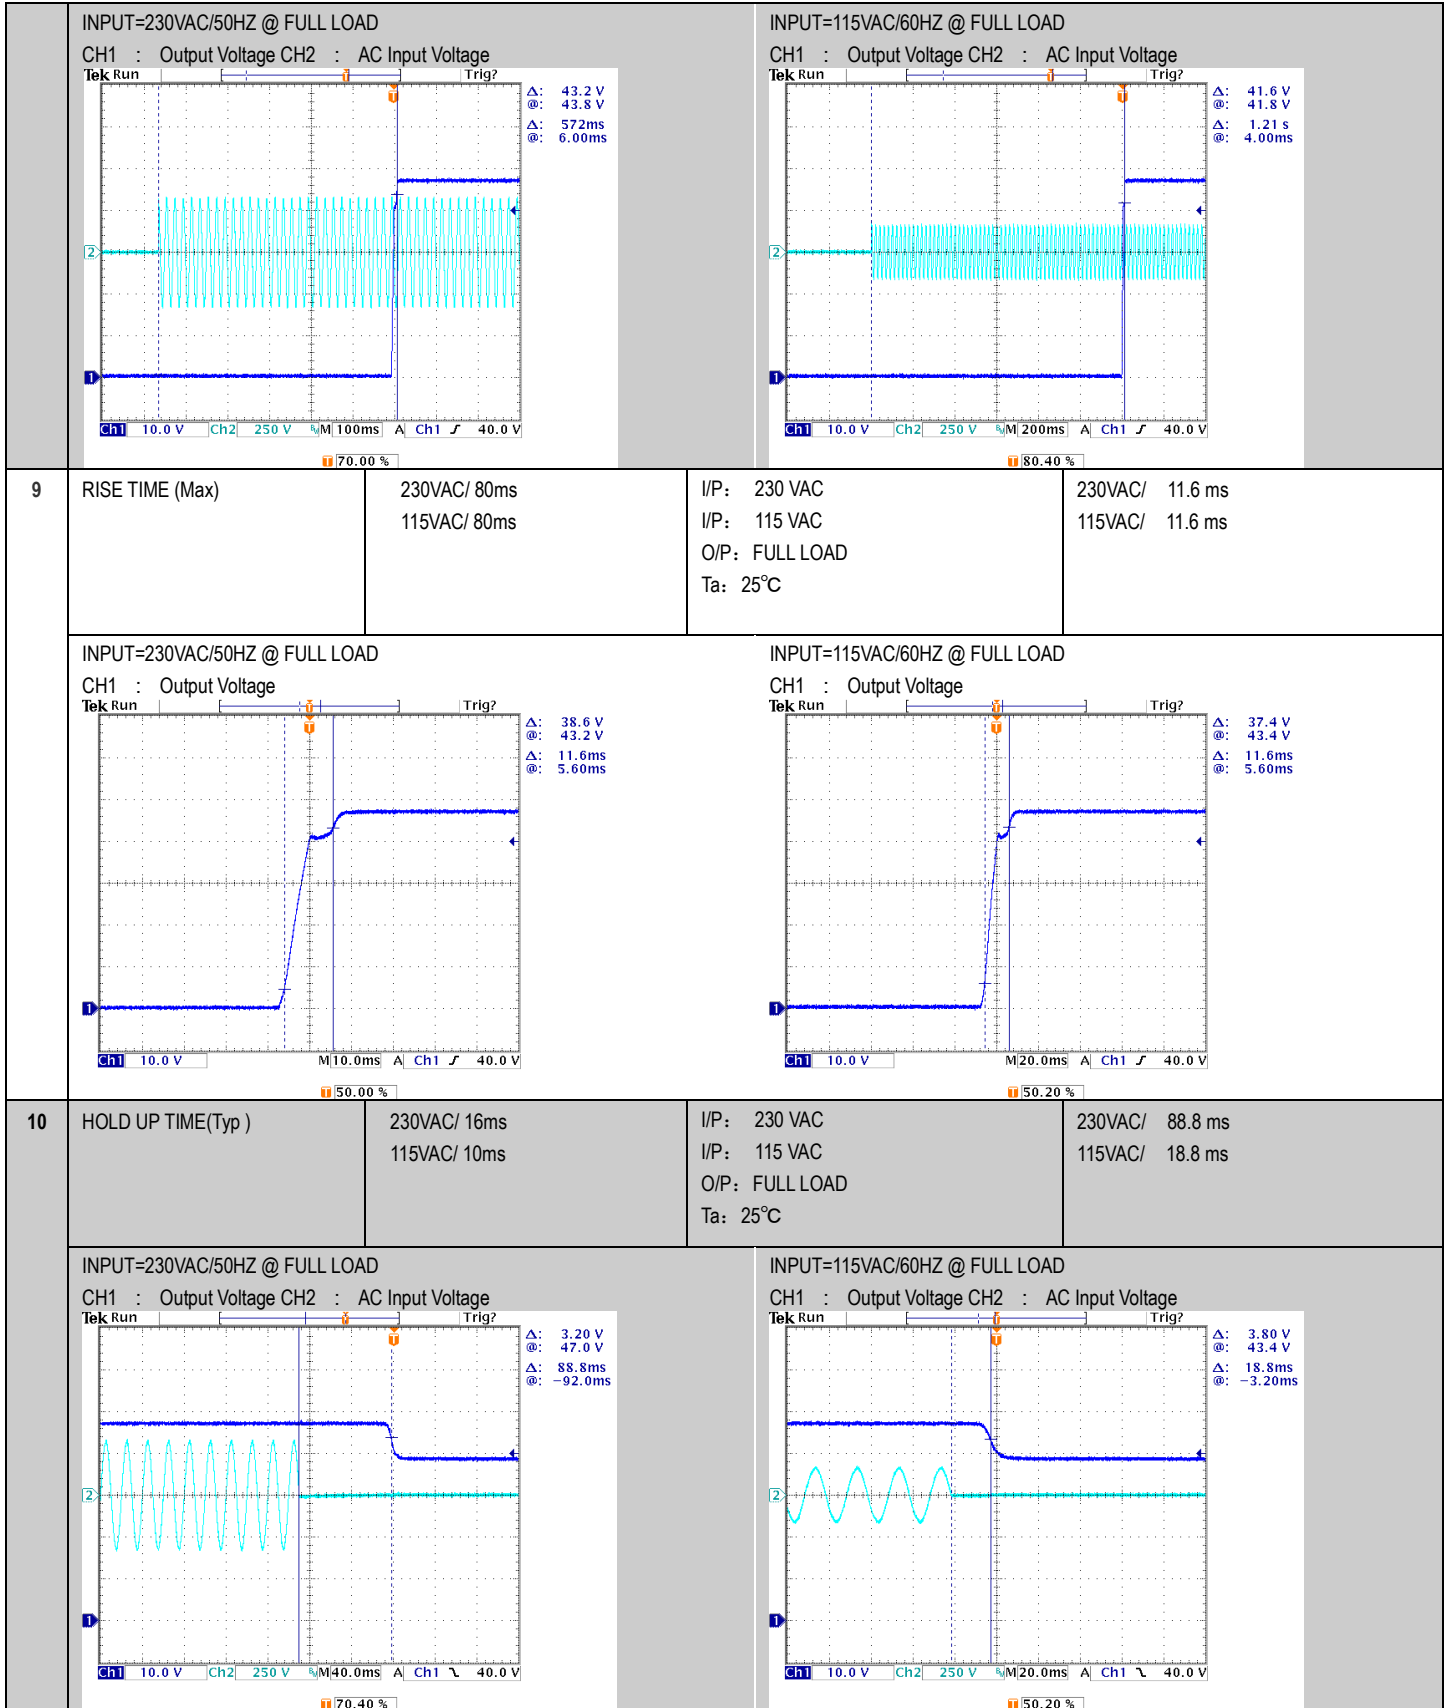 INPUT=230VAC/50HZ @ FULL LOAD
CH1 : Output Voltage CH2 : AC Input Voltage
Tek Run Trig?
Δ: 43.2 V
@: 43.8 V
Δ: 572ms
@: 6.00ms
2
1
Ch1 10.0 V Ch2 250 V M 100ms A Ch1 40.0 V
T 70.00 %
INPUT=115VAC/60HZ @ FULL LOAD
CH1 : Output Voltage CH2 : AC Input Voltage
Tek Run Trig?
Δ: 41.6 V
@: 41.8 V
Δ: 1.21 s
@: 4.00ms
2
1
Ch1 10.0 V Ch2 250 V M 200ms A Ch1 40.0 V
T 80.40 %
9 RISE TIME (Max) 230VAC/ 80ms I/P: 230 VAC 230VAC/ 11.6 ms
115VAC/ 80ms I/P: 115 VAC 115VAC/ 11.6 ms
O/P: FULL LOAD
Ta: 25℃
INPUT=230VAC/50HZ @ FULL LOAD
CH1 : Output Voltage
Tek Run Trig?
Δ: 38.6 V
@: 43.2 V
Δ: 11.6ms
@: 5.60ms
1
Ch1 10.0 V M 10.0ms A Ch1 40.0 V
T 50.00 %
INPUT=115VAC/60HZ @ FULL LOAD
CH1 : Output Voltage
Tek Run Trig?
Δ: 37.4 V
@: 43.4 V
Δ: 11.6ms
@: 5.60ms
1
Ch1 10.0 V M 20.0ms A Ch1 40.0 V
T 50.20 %
10 HOLD UP TIME(Typ ) 230VAC/ 16ms I/P: 230 VAC 230VAC/ 88.8 ms
115VAC/ 10ms I/P: 115 VAC 115VAC/ 18.8 ms
O/P: FULL LOAD
Ta: 25℃
INPUT=230VAC/50HZ @ FULL LOAD
CH1 : Output Voltage CH2 : AC Input Voltage
Tek Run Trig?
Δ: 3.20 V
@: 47.0 V
Δ: 88.8ms
@: −92.0ms
2
1
Ch1 10.0 V Ch2 250 V M 40.0ms A Ch1 40.0 V
T 70.40 %
INPUT=115VAC/60HZ @ FULL LOAD
CH1 : Output Voltage CH2 : AC Input Voltage
Tek Run Trig?
Δ: 3.80 V
@: 43.4 V
Δ: 18.8ms
@: −3.20ms
2
1
Ch1 10.0 V Ch2 250 V M 20.0ms A Ch1 40.0 V
T 50.20 %